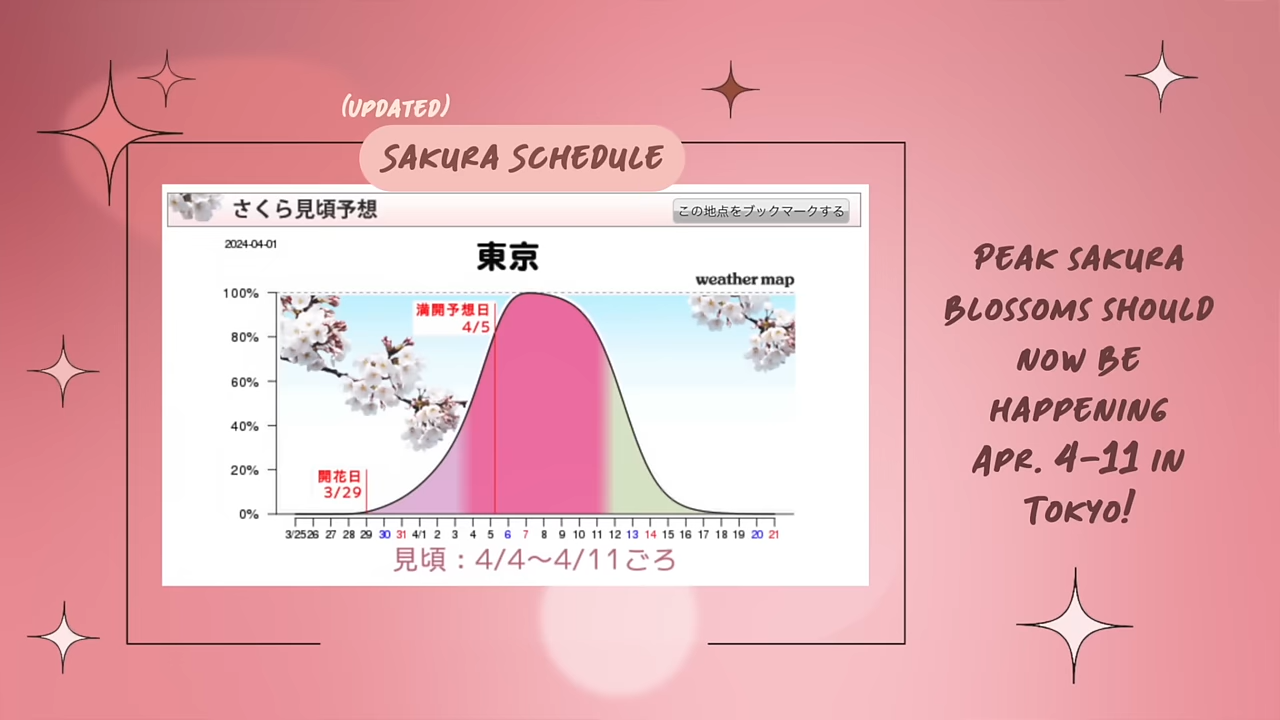 (UPDATED)
SAKURA SCHEDULE
さくら見頃予想
この地点をブックマークする
2024-04-01
東京
weather map
100%
80%
60%
40%
20%
0%
満開予想日
4/5
開花日
3/29
3/25 26 27 28 29 30 31 4/1 2 3 4 5 6 7 8 9 10 11 12 13 14 15 16 17 18 19 20 21
見頃：4/4〜4/11ごろ
PEAK SAKURA
BLOSSOMS SHOULD
NOW BE
HAPPENING
APR. 4-11 IN
TOKYO!